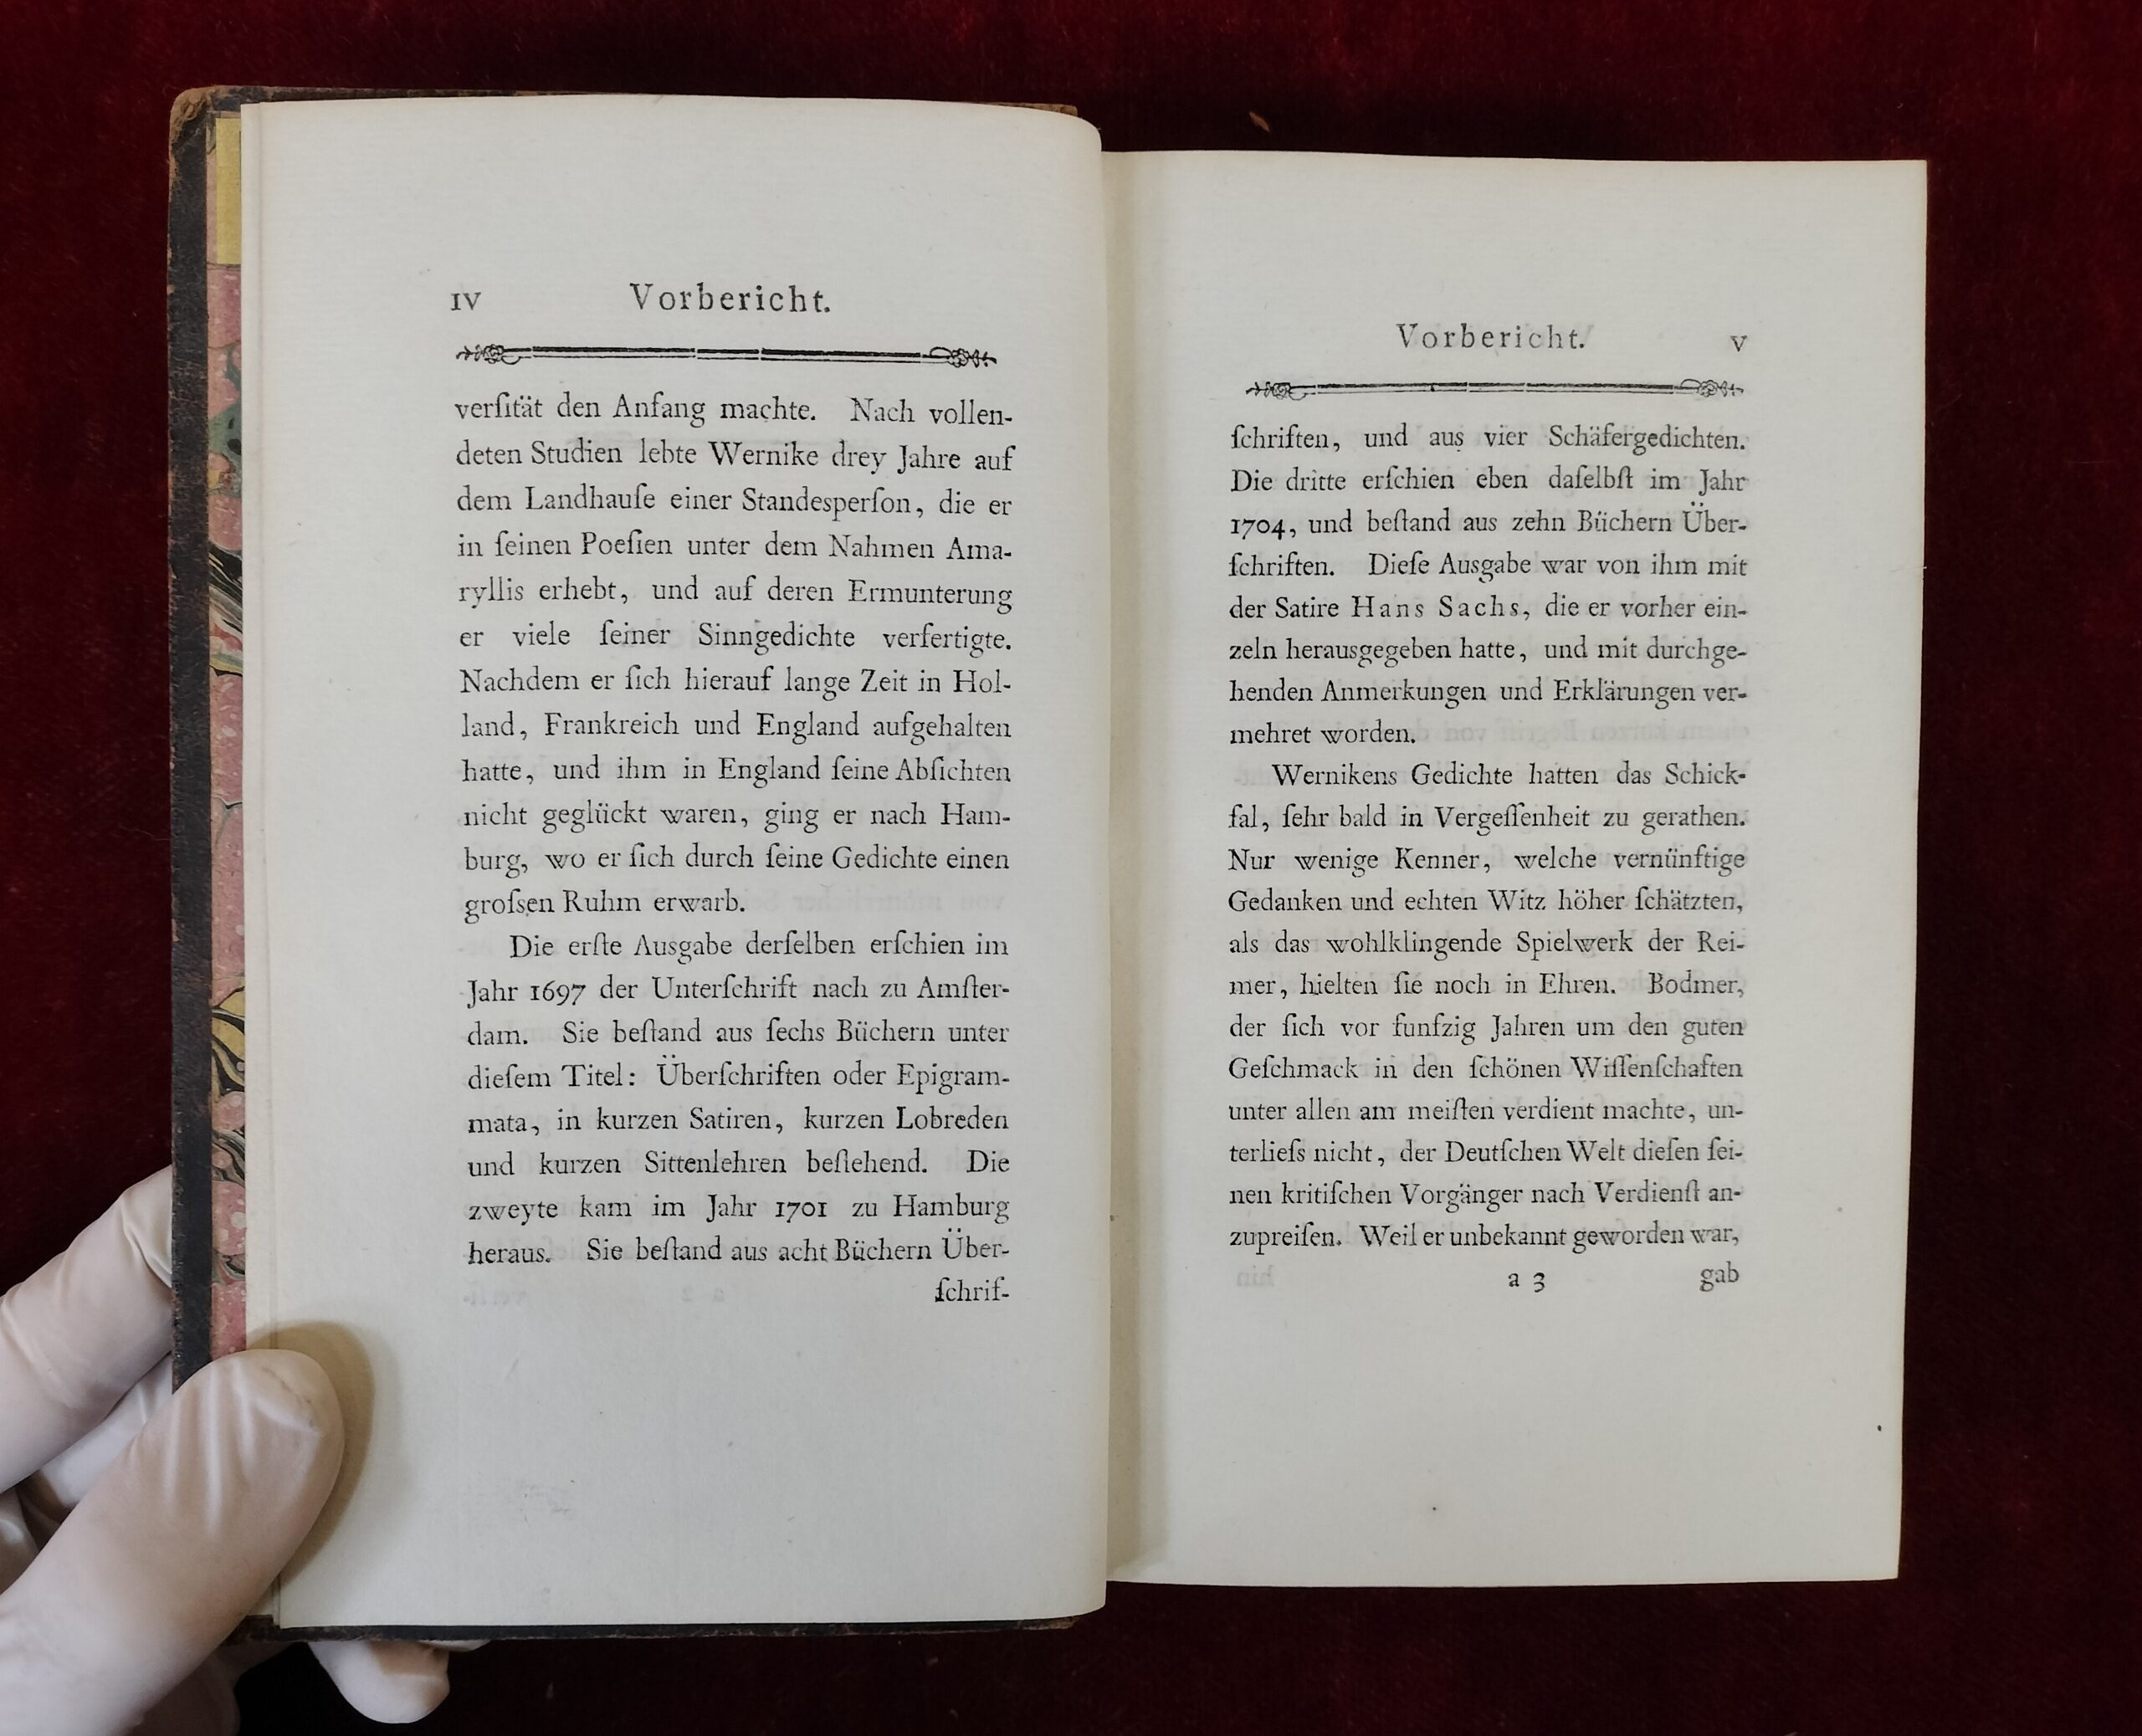 IV Vorbericht.
verſität den Anfang machte. Nach vollen-
deten Studien lebte Wernike drey Jahre auf
dem Landhauſe einer Standesperſon, die er
in ſeinen Poeſien unter dem Nahmen Ama-
ryllis erhebt, und auf deren Ermunterung
er viele ſeiner Sinngedichte verfertigte.
Nachdem er ſich hierauf lange Zeit in Hol-
land, Frankreich und England aufgehalten
hatte, und ihm in England ſeine Abſichten
nicht geglückt waren, ging er nach Ham-
burg, wo er ſich durch ſeine Gedichte einen
groſsen Ruhm erwarb.
Die erſte Ausgabe derſelben erſchien im
Jahr 1697 der Unterſchrift nach zu Amſter-
dam. Sie beſtand aus ſechs Büchern unter
dieſem Titel: Überſchriften oder Epigram-
mata, in kurzen Satiren, kurzen Lobreden
und kurzen Sittenlehren beſtehend. Die
zweyte kam im Jahr 1701 zu Hamburg
heraus. Sie beſtand aus acht Büchern Über-
ſchrif-
Vorbericht. V
ſchriften, und aus vier Schäfergedichten.
Die dritte erſchien eben daſelbſt im Jahr
1704, und beſtand aus zehn Büchern Über-
ſchriften. Dieſe Ausgabe war von ihm mit
der Satire Hans Sachs, die er vorher ein-
zeln herausgegeben hatte, und mit durchge-
henden Anmerkungen und Erklärungen ver-
mehret worden.
Wernikens Gedichte hatten das Schick-
ſal, ſehr bald in Vergeſſenheit zu gerathen.
Nur wenige Kenner, welche vernünftige
Gedanken und echten Witz höher ſchätzten,
als das wohlklingende Spielwerk der Rei-
mer, hielten ſie noch in Ehren. Bodmer,
der ſich vor funfzig Jahren um den guten
Geſchmack in den ſchönen Wiſſenſchaften
unter allen am meiſten verdient machte, un-
terlieſs nicht, der Deutſchen Welt dieſen ſei-
nen kritiſchen Vorgänger nach Verdienſt an-
zupreiſen. Weil er unbekannt geworden war,
a 3 gab